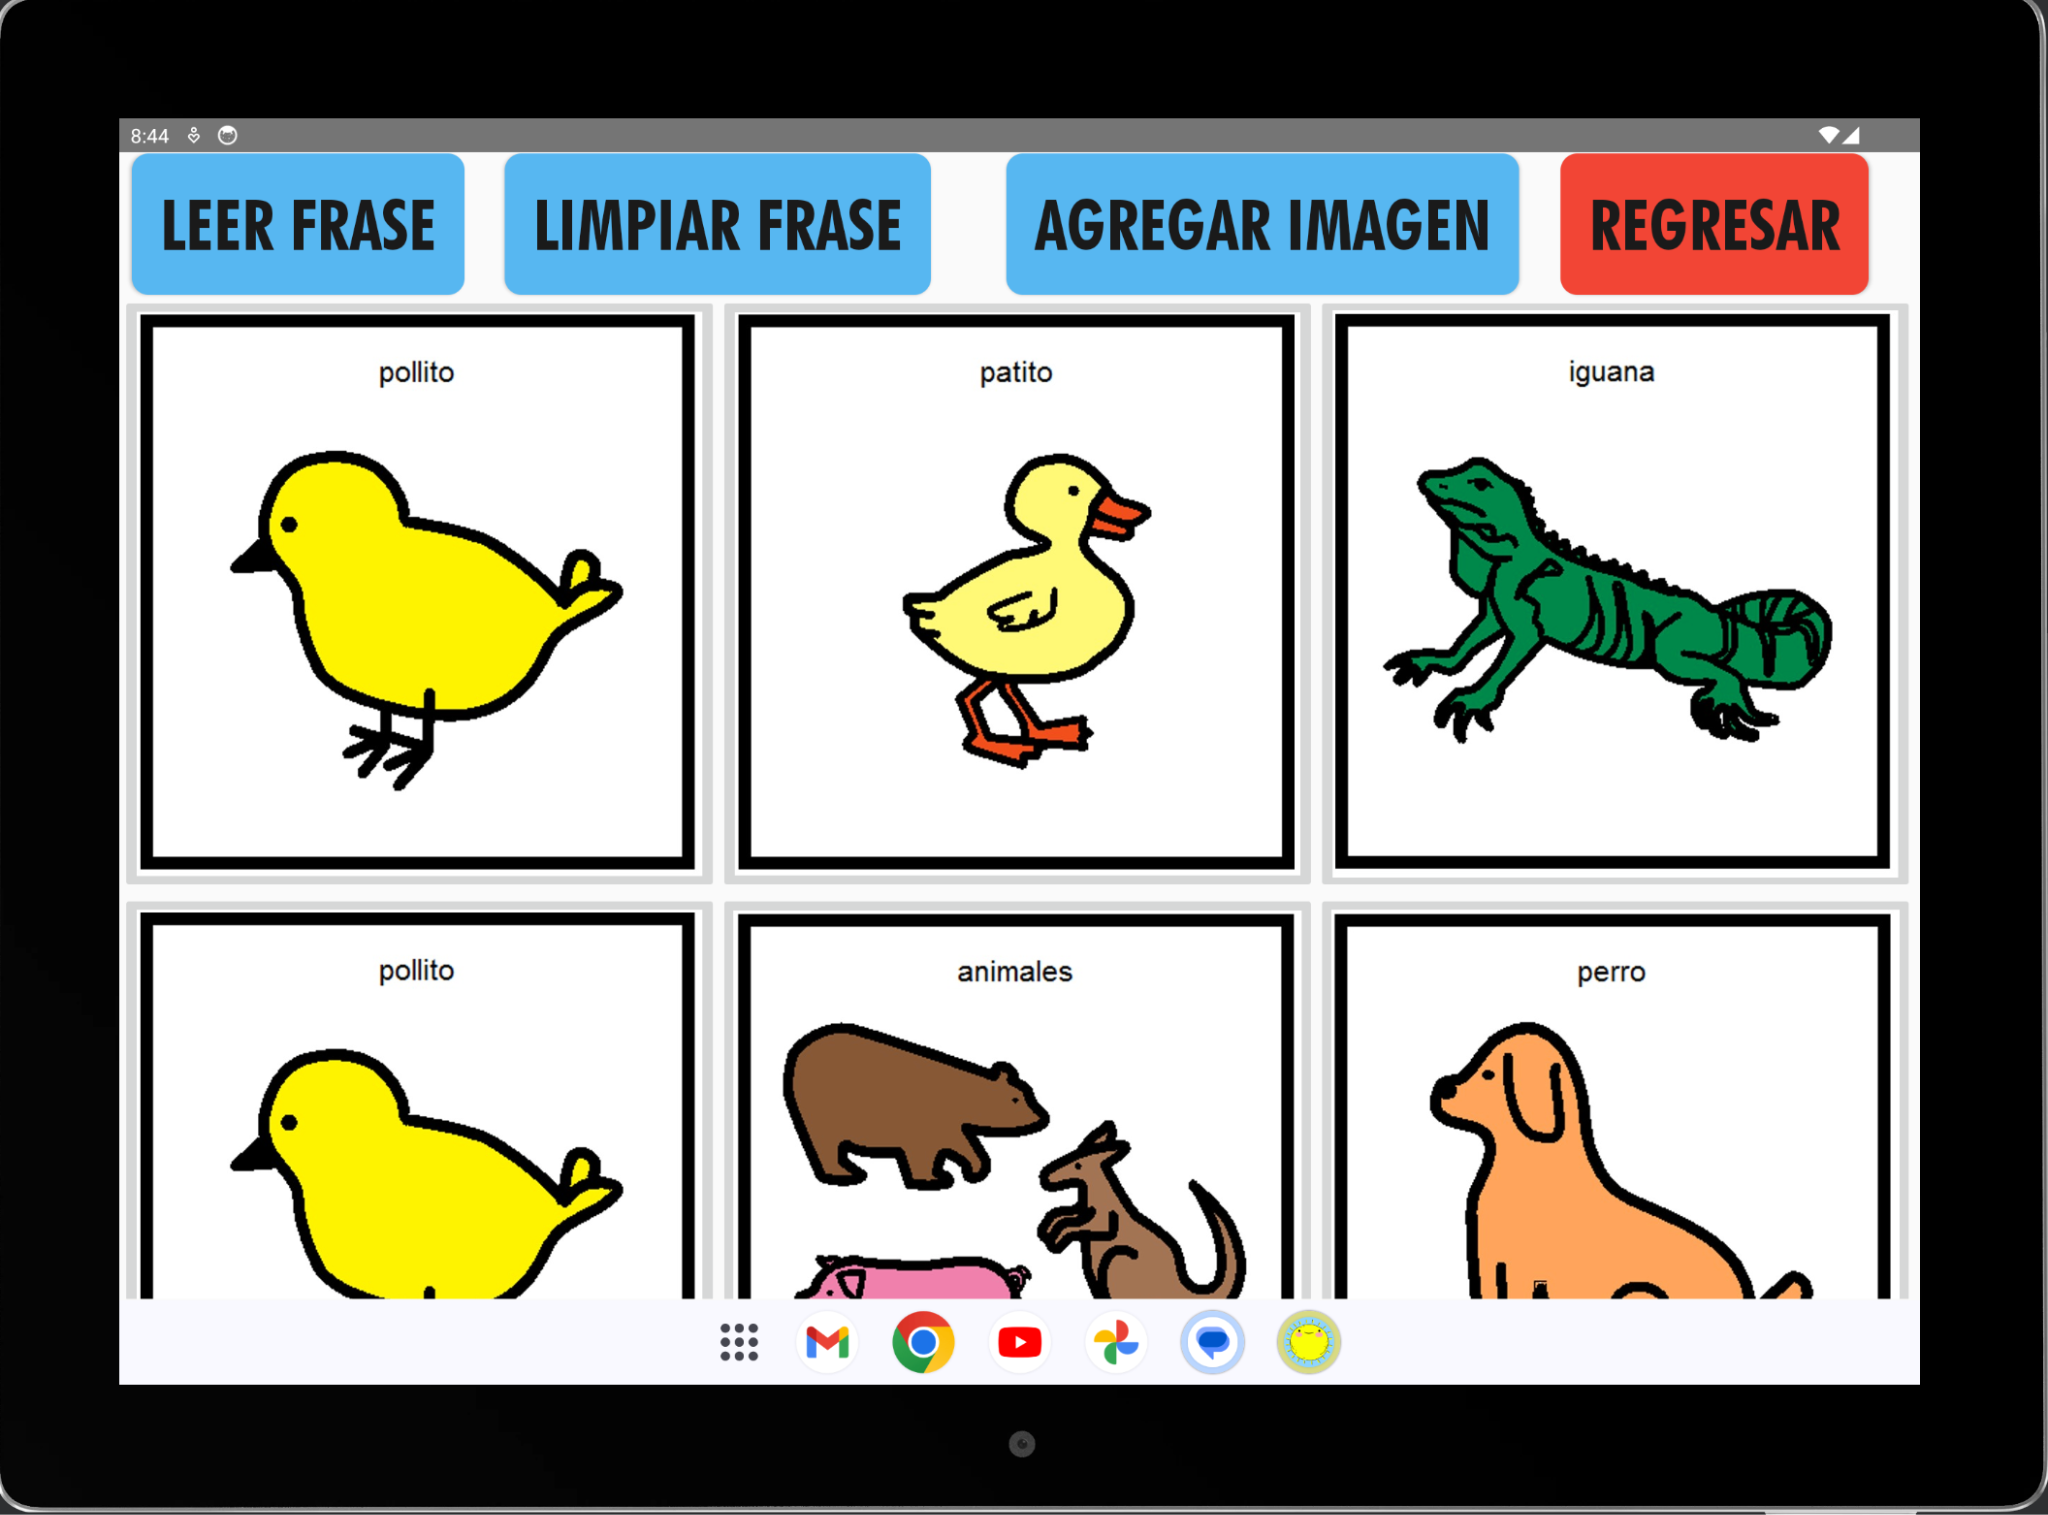 8:44
LEER FRASE
LIMPIAR FRASE
AGREGAR IMAGEN
REGRESAR
pollito
patito
iguana
pollito
animales
perro